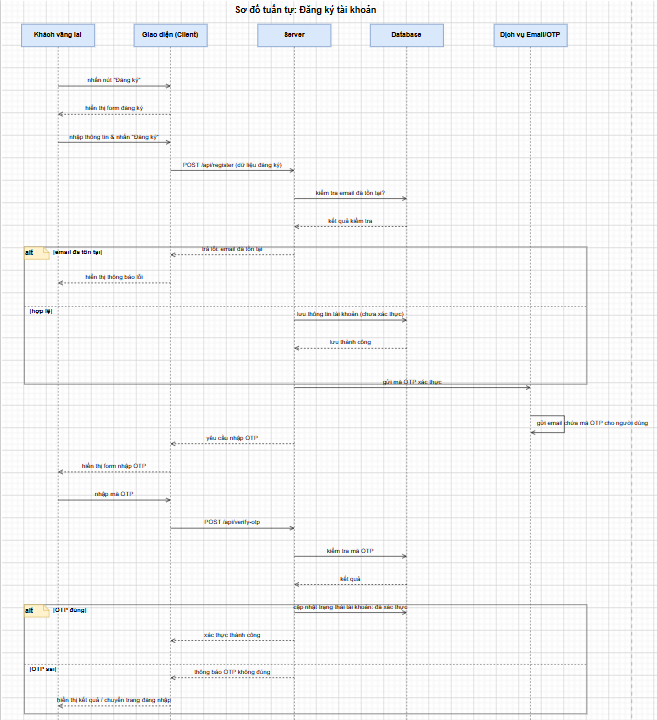 Sơ đồ tuần tự: Đăng ký tài khoản
Khách vãng lai
Giao diện (Client)
Server
Database
Dịch vụ Email/OTP
nhấn nút "Đăng ký"
hiển thị form đăng ký
nhập thông tin & nhấn "Đăng ký"
POST /api/register (dữ liệu đăng ký)
kiểm tra email đã tồn tại?
kết quả kiểm tra
alt
[email đã tồn tại]
trả lỗi: email đã tồn tại
hiển thị thông báo lỗi
[hợp lệ]
lưu thông tin tài khoản (chưa xác thực)
lưu thành công
gửi mã OTP xác thực
gửi email chứa mã OTP cho người dùng
yêu cầu nhập OTP
hiển thị form nhập OTP
nhập mã OTP
POST /api/verify-otp
kiểm tra mã OTP
kết quả
alt
[OTP đúng]
cập nhật trạng thái tài khoản: đã xác thực
xác thực thành công
[OTP sai]
thông báo OTP không đúng
hiển thị kết quả / chuyển trang đăng nhập